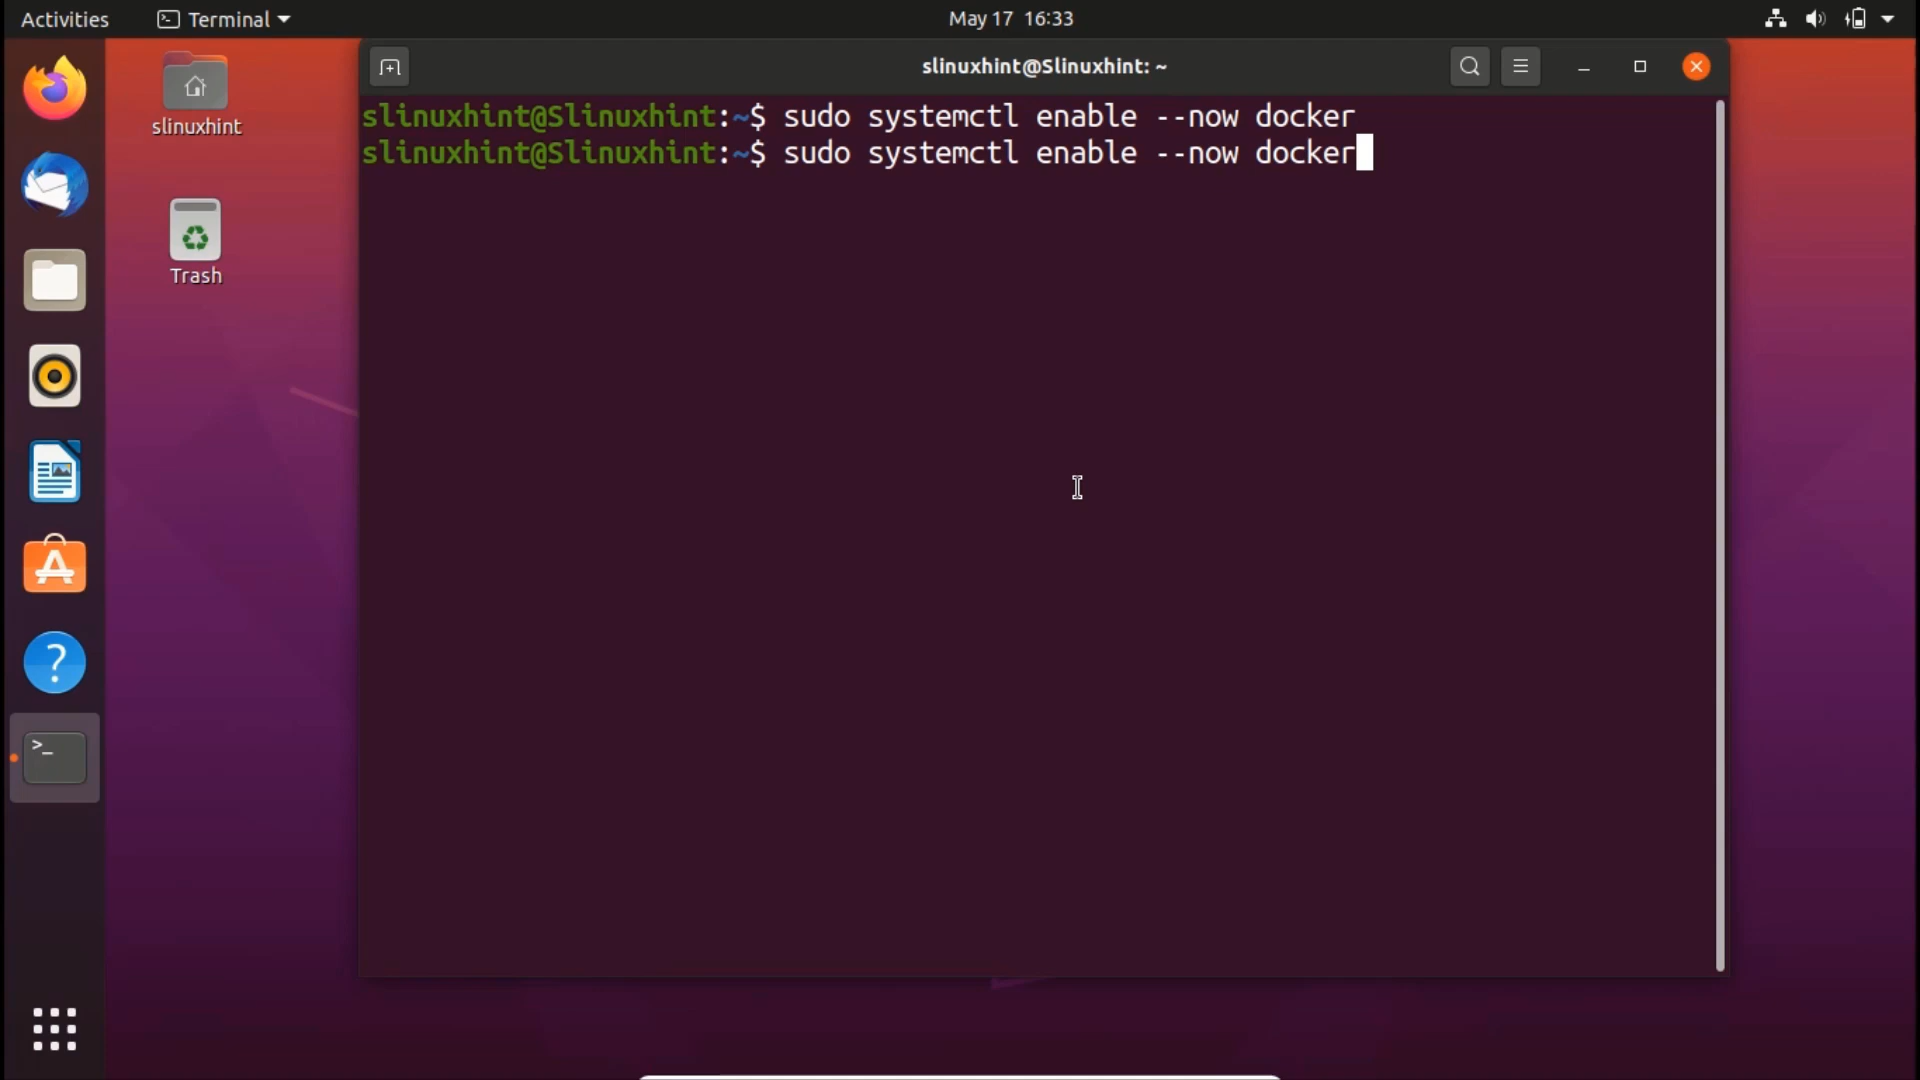 Activities
Terminal
May 17 16:33
slinuxhint
Trash
slinuxhint@Slinuxhint: ~
slinuxhint@Slinuxhint:~$ sudo systemctl enable --now docker
slinuxhint@Slinuxhint:~$ sudo systemctl enable --now docker